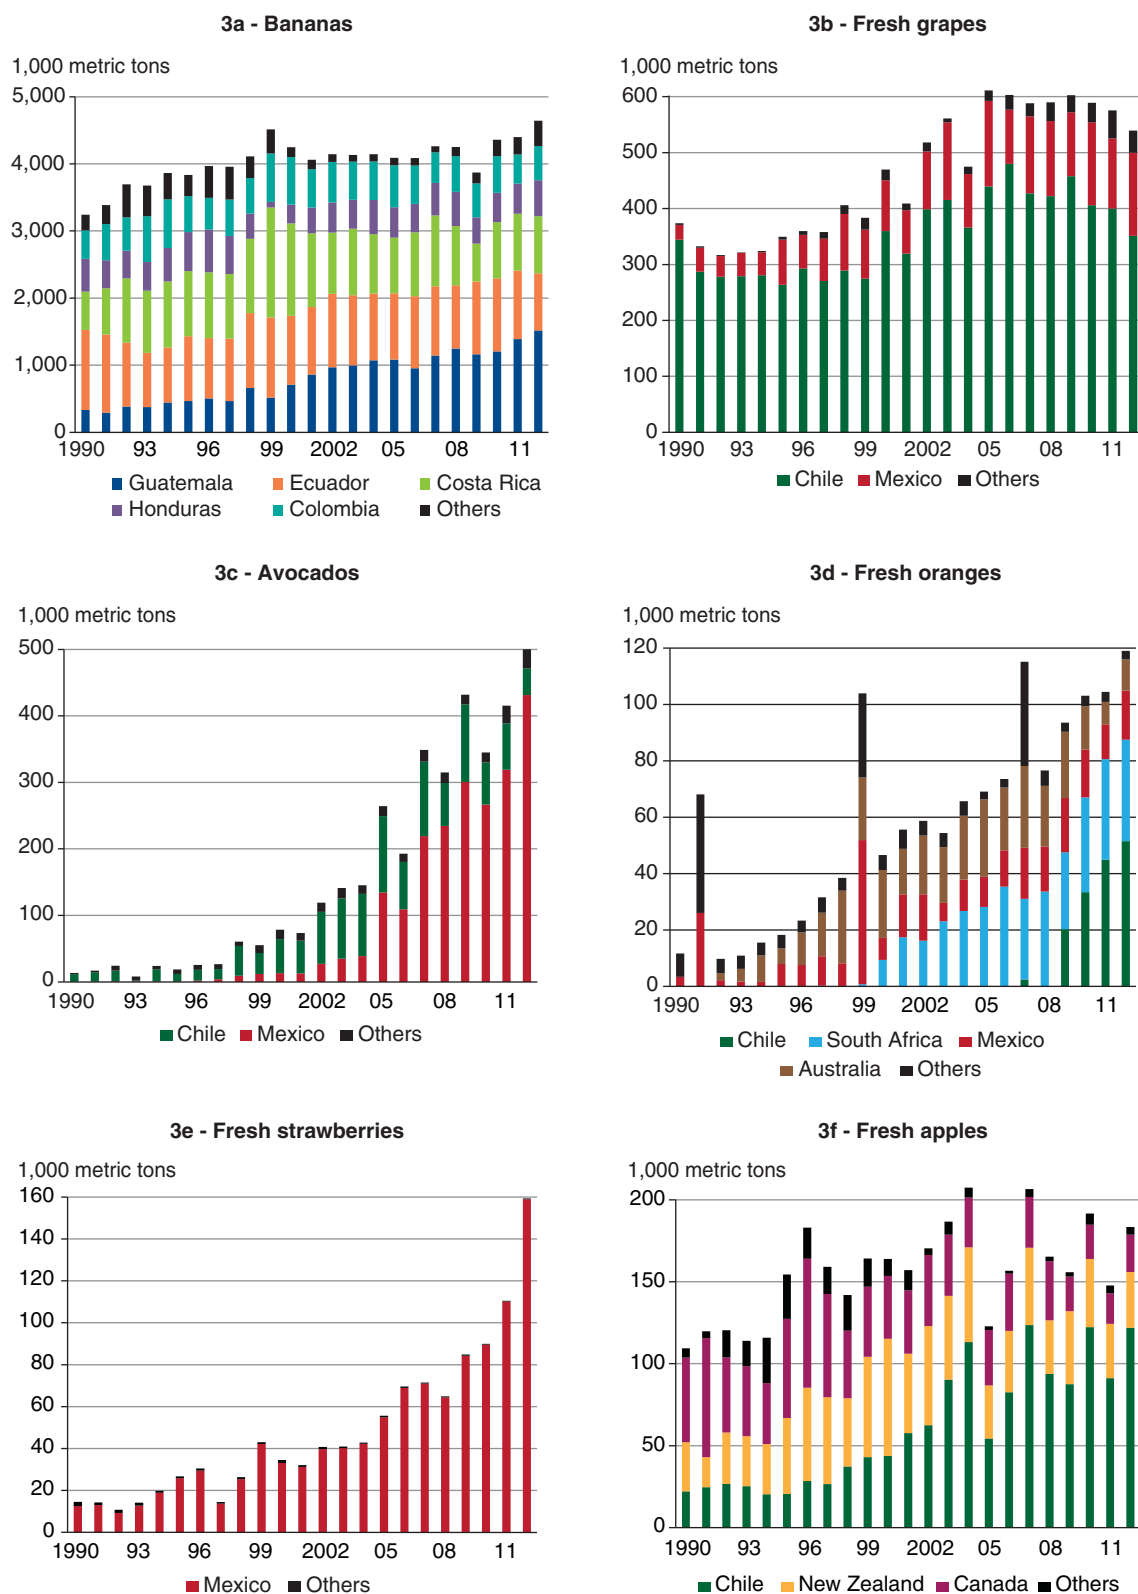 3a - Bananas
1,000 metric tons
5,000
4,000
3,000
2,000
1,000
0
1990 93 96 99 2002 05 08 11
Guatemala Ecuador Costa Rica
Honduras Colombia Others
3b - Fresh grapes
1,000 metric tons
600
500
400
300
200
100
0
1990 93 96 99 2002 05 08 11
Chile Mexico Others
3c - Avocados
1,000 metric tons
500
400
300
200
100
0
1990 93 96 99 2002 05 08 11
Chile Mexico Others
3d - Fresh oranges
1,000 metric tons
120
100
80
60
40
20
0
1990 93 96 99 2002 05 08 11
Chile South Africa Mexico
Australia Others
3e - Fresh strawberries
1,000 metric tons
160
140
120
100
80
60
40
20
0
1990 93 96 99 2002 05 08 11
Mexico Others
3f - Fresh apples
1,000 metric tons
200
150
100
50
0
1990 93 96 99 2002 05 08 11
Chile New Zealand Canada Others